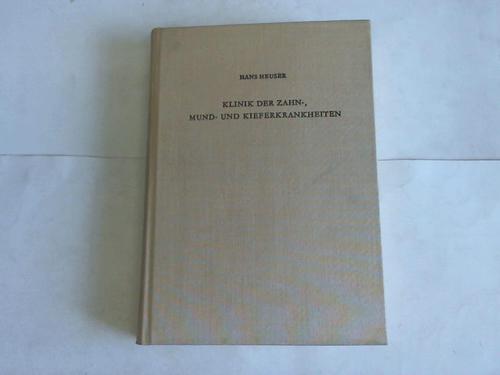 HANS HEUSER
KLINIK DER ZAHN-,
MUND- UND KIEFERKRANKHEITEN